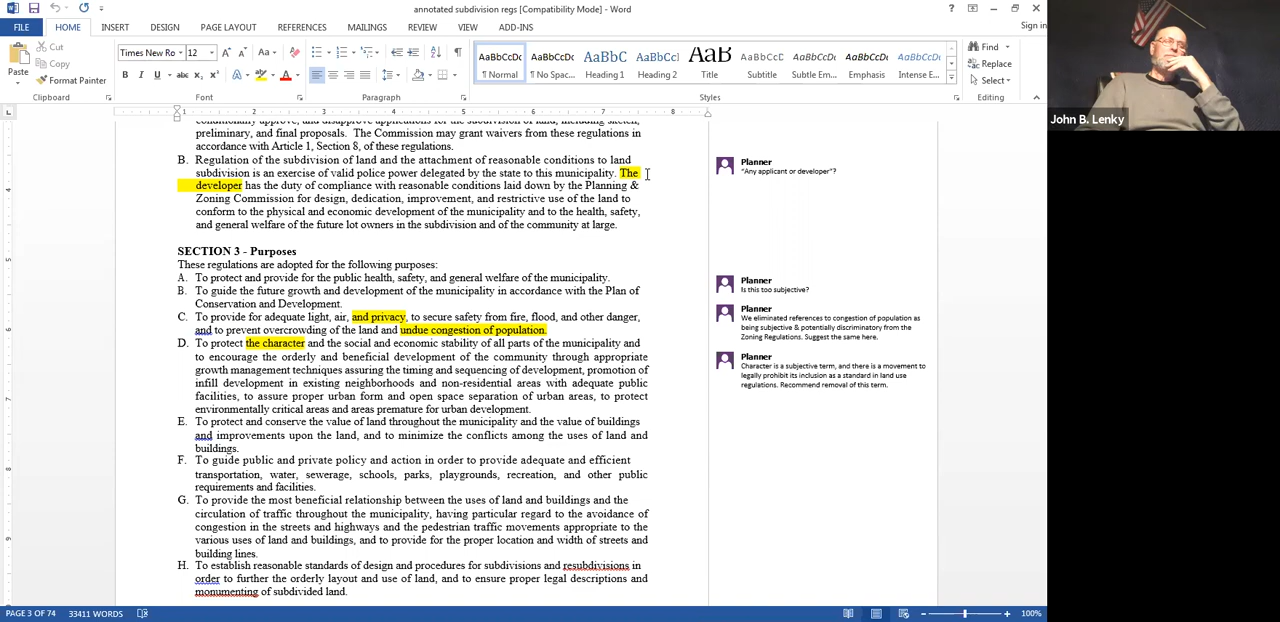 annotated subdivision regs [Compatibility Mode] - Word
FILE HOME INSERT DESIGN PAGE LAYOUT REFERENCES MAILINGS REVIEW VIEW ADD-INS Sign in
Paste Cut Copy Format Painter
Times New Ro 12
B I U abc x₂ x² A A A Aa
AaBbCcDc AaBbCcDc AaBbC AaBbCcl AaB AaBbCcC AaBbCcDc AaBbCcDc AaBbCcDc
¶ Normal ¶ No Spac... Heading 1 Heading 2 Title Subtitle Subtle Em... Emphasis Intense E...
Find Replace Select
Clipboard Font Paragraph Styles Editing
1 2 3 4 5 6 7 8
conditionally approve, and disapprove applications for the subdivision of land, including sketch,
preliminary, and final proposals. The Commission may grant waivers from these regulations in
accordance with Article 1, Section 8, of these regulations.
B. Regulation of the subdivision of land and the attachment of reasonable conditions to land
subdivision is an exercise of valid police power delegated by the state to this municipality. The
developer has the duty of compliance with reasonable conditions laid down by the Planning &
Zoning Commission for design, dedication, improvement, and restrictive use of the land to
conform to the physical and economic development of the municipality and to the health, safety,
and general welfare of the future lot owners in the subdivision and of the community at large.
SECTION 3 - Purposes
These regulations are adopted for the following purposes:
A. To protect and provide for the public health, safety, and general welfare of the municipality.
B. To guide the future growth and development of the municipality in accordance with the Plan of
Conservation and Development.
C. To provide for adequate light, air, and privacy, to secure safety from fire, flood, and other danger,
and to prevent overcrowding of the land and undue congestion of population.
D. To protect the character and the social and economic stability of all parts of the municipality and
to encourage the orderly and beneficial development of the community through appropriate
growth management techniques assuring the timing and sequencing of development, promotion of
infill development in existing neighborhoods and non-residential areas with adequate public
facilities, to assure proper urban form and open space separation of urban areas, to protect
environmentally critical areas and areas premature for urban development.
E. To protect and conserve the value of land throughout the municipality and the value of buildings
and improvements upon the land, and to minimize the conflicts among the uses of land and
buildings.
F. To guide public and private policy and action in order to provide adequate and efficient
transportation, water, sewerage, schools, parks, playgrounds, recreation, and other public
requirements and facilities.
G. To provide the most beneficial relationship between the uses of land and buildings and the
circulation of traffic throughout the municipality, having particular regard to the avoidance of
congestion in the streets and highways and the pedestrian traffic movements appropriate to the
various uses of land and buildings, and to provide for the proper location and width of streets and
building lines.
H. To establish reasonable standards of design and procedures for subdivisions and resubdivisions in
order to further the orderly layout and use of land, and to ensure proper legal descriptions and
monumenting of subdivided land.
Planner
"Any applicant or developer"?
Planner
Is this too subjective?
Planner
We eliminated references to congestion of population as
being subjective & potentially discriminatory from the
Zoning Regulations. Suggest the same here.
Planner
Character is a subjective term, and there is a movement to
legally prohibit its inclusion as a standard in land use
regulations. Recommend removal of this term.
John B. Lenky
PAGE 3 OF 74 33411 WORDS 100%